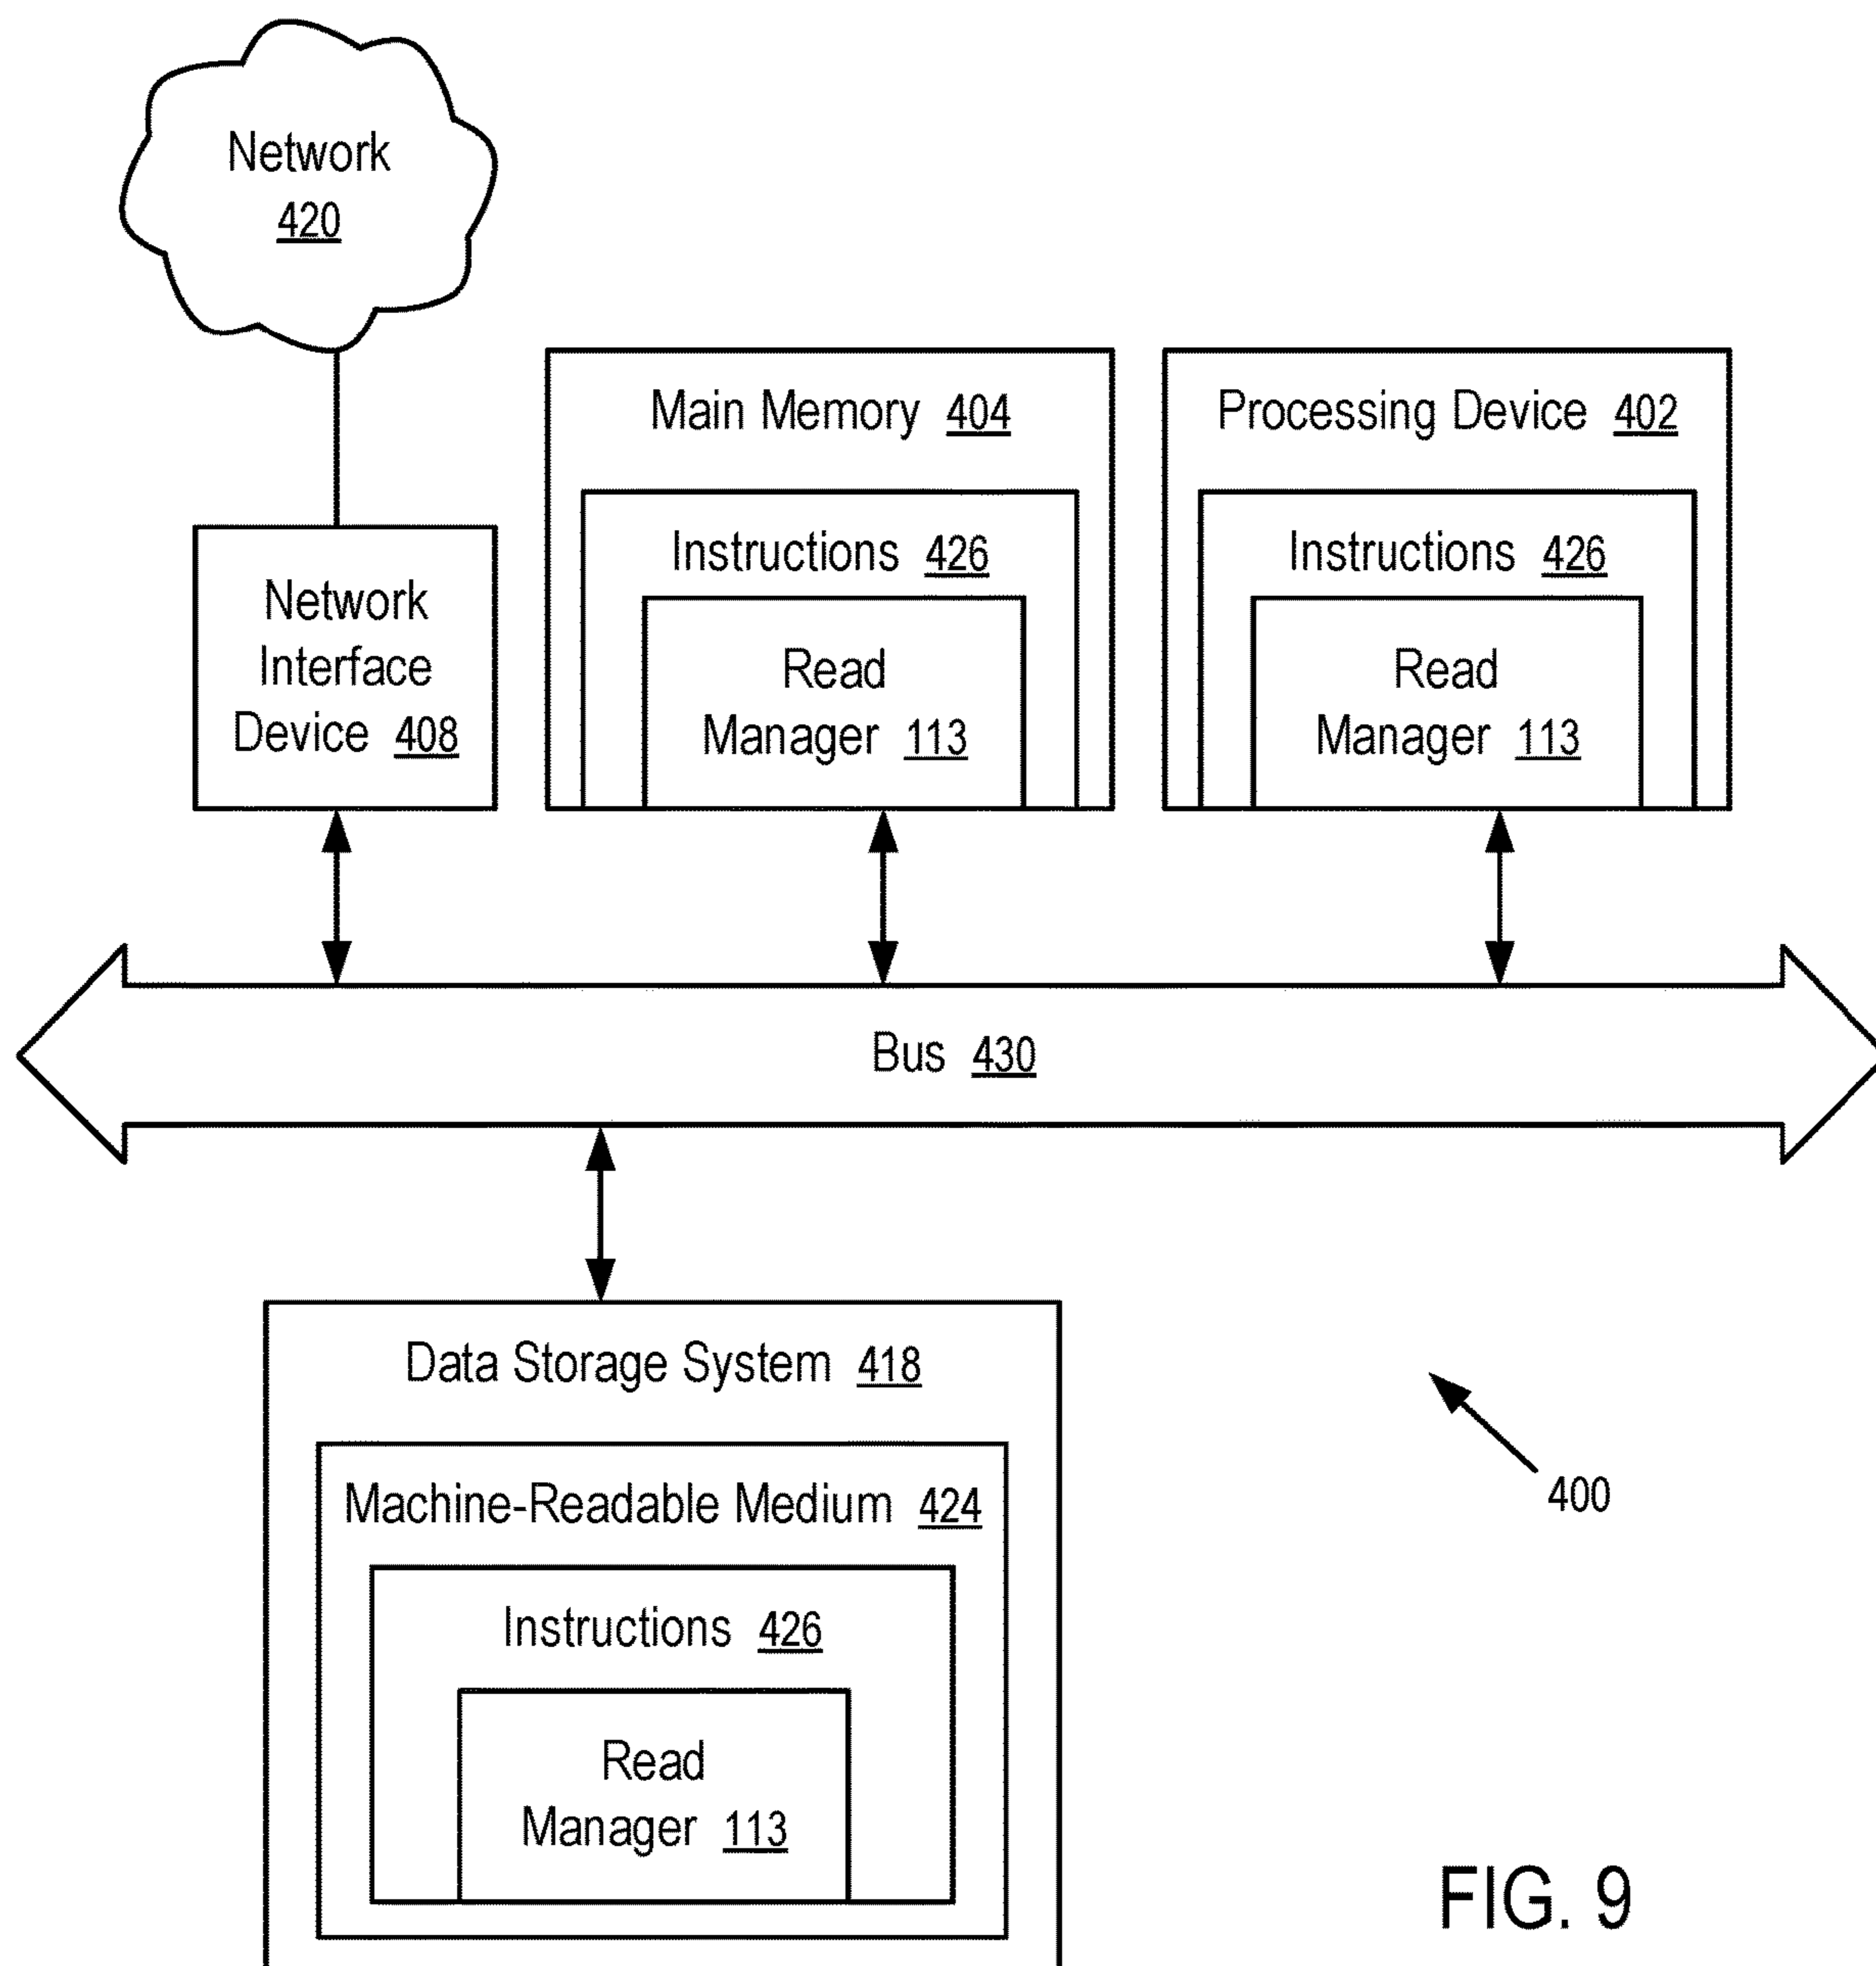 Network
420
Main Memory 404
Processing Device 402
Instructions 426
Instructions 426
Network
Interface
Device 408
Read
Manager 113
Read
Manager 113
Bus 430
Data Storage System 418
Machine-Readable Medium 424
400
Instructions 426
Read
Manager 113
FIG. 9